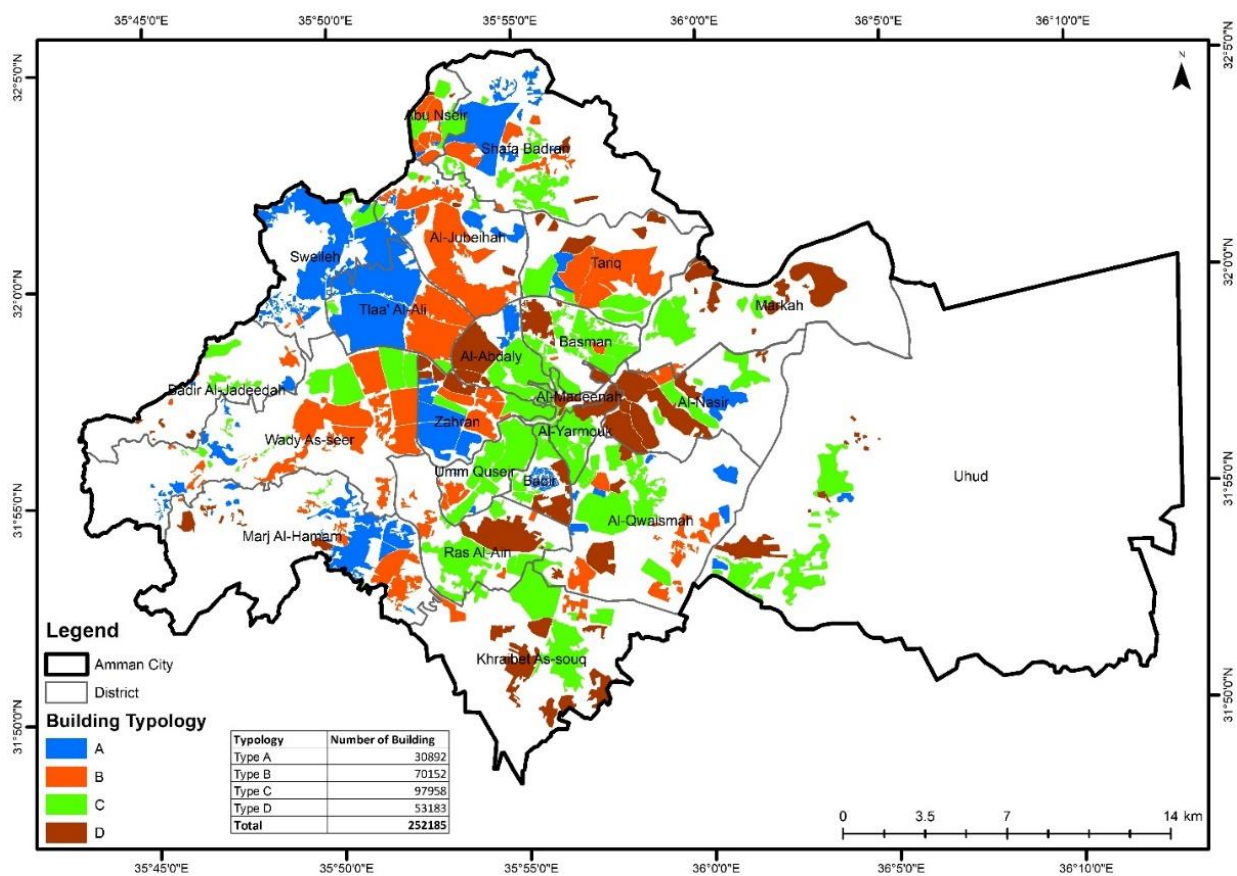 35°45'0"E 35°50'0"E 35°55'0"E 36°0'0"E 36°5'0"E 36°10'0"E
32°5'0"N
32°5'0"N
N
Abu Nseir
Shafa Badran
Al-Jubeihah
Sweileh
Tariq
32°0'0"N
32°0'0"N
Tlaa' Al-Ali
Markah
Basman
Al-Abdaly
Badir Al-Jadeedah
Al-Madeenah
Al-Nasir
Zahran
Al-Yarmouk
Wady As-seer
Umm Quseir
Badir
Uhud
31°55'0"N
31°55'0"N
Al-Qwaismah
Marj Al-Hamam
Ras Al-Ain
Khraibet As-souq
31°50'0"N
31°50'0"N
Legend
Amman City
District
Building Typology
A
B
C
D
Typology Number of Building
Type A 30892
Type B 70152
Type C 97958
Type D 53183
Total 252185
0 3.5 7 14 km
35°45'0"E 35°50'0"E 35°55'0"E 36°0'0"E 36°5'0"E 36°10'0"E